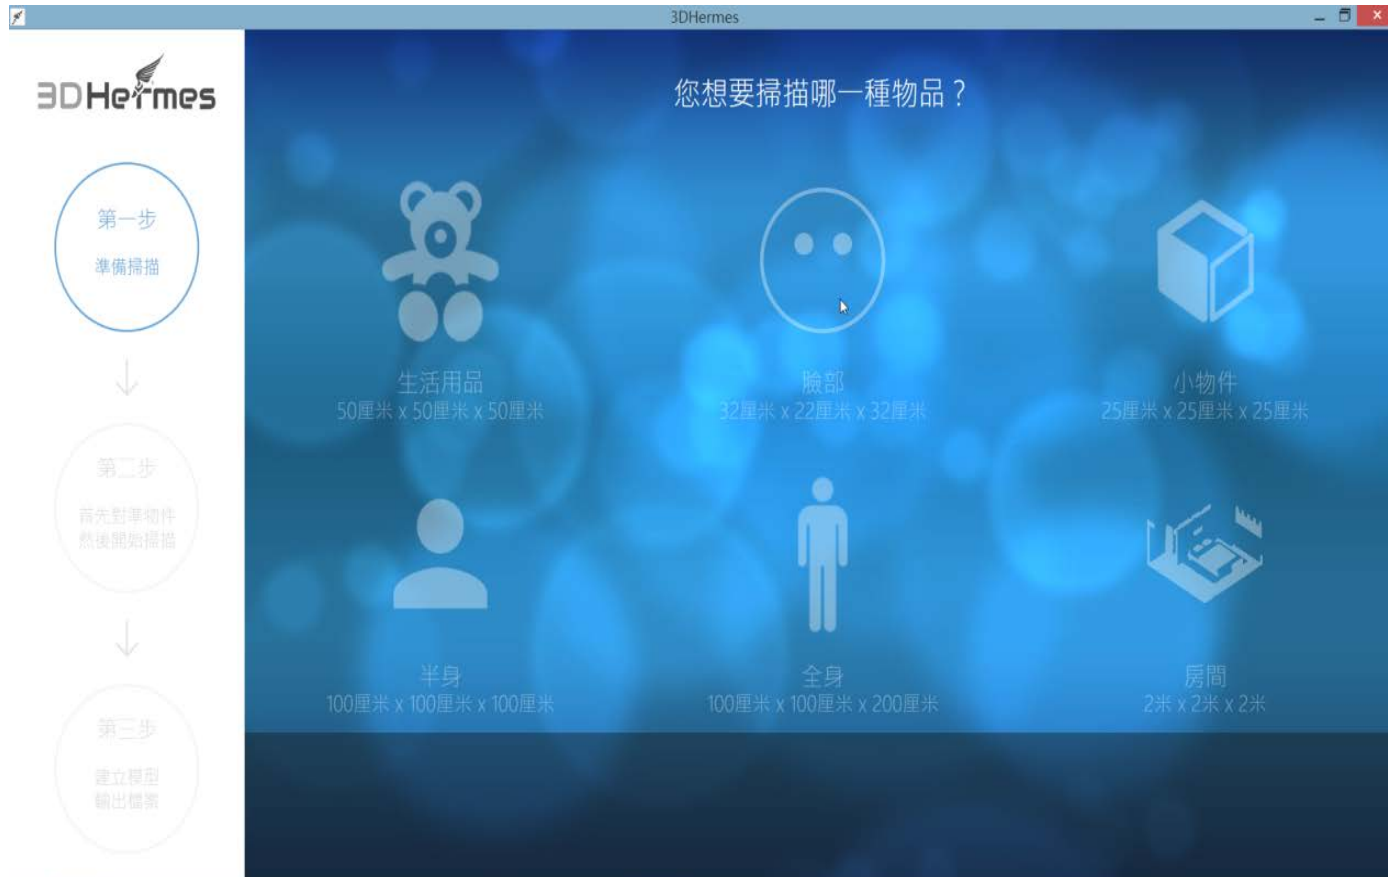 3DHermes
3DHermes
第一步
準備掃描
第二步
首先對準物件
然後開始掃描
第三步
建立模型
輸出檔案
您想要掃描哪一種物品？
生活用品
50厘米 x 50厘米 x 50厘米
臉部
32厘米 x 22厘米 x 32厘米
小物件
25厘米 x 25厘米 x 25厘米
半身
100厘米 x 100厘米 x 100厘米
全身
100厘米 x 100厘米 x 200厘米
房間
2米 x 2米 x 2米